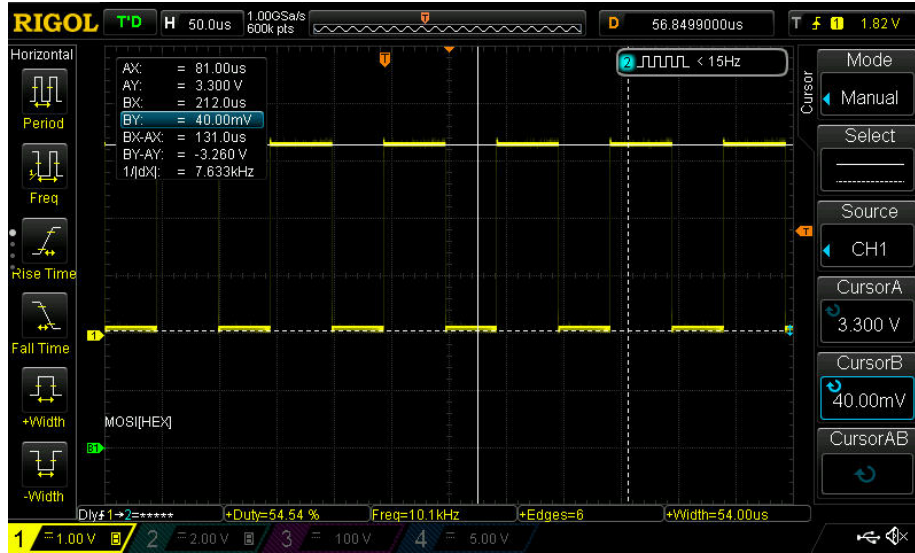 RIGOL T'D H 50.0us 1.00GSa/s 600k pts D 56.8499000us T 1 1.82 V
Horizontal
Period
Freq
Rise Time
Fall Time
+Width
-Width
AX: = 81.00us
AY: = 3.300 V
BX: = 212.0us
BY: = 40.00mV
BX-AX: = 131.0us
BY-AY: = -3.260 V
1/|dX|: = 7.633kHz
2 < 15Hz
T
T
1
MOSI[HEX]
B1
Cursor
Mode
Manual
Select
Source
CH1
CursorA
3.300 V
CursorB
40.00mV
CursorAB
Dly 1→2=***** +Duty=54.54 % Freq=10.1kHz +Edges=6 +Width=54.00us
1 1.00 V B 2 2.00 V B 3 100 V 4 5.00 V